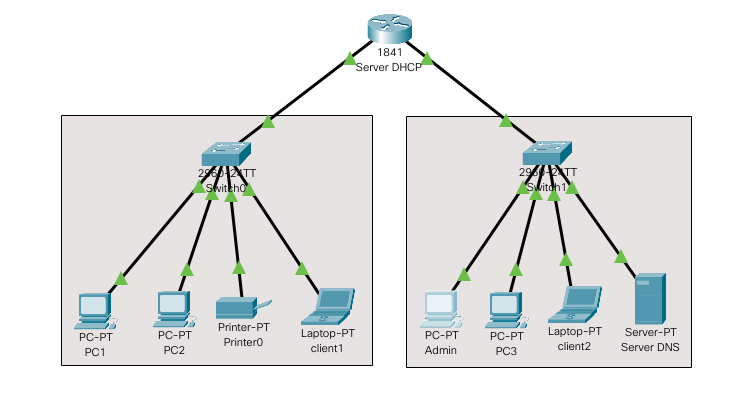 1841
Server DHCP
2960-24TT
Switch0
2960-24TT
Switch1
PC-PT
PC1
PC-PT
PC2
Printer-PT
Printer0
Laptop-PT
client1
PC-PT
Admin
PC-PT
PC3
Laptop-PT
client2
Server-PT
Server DNS